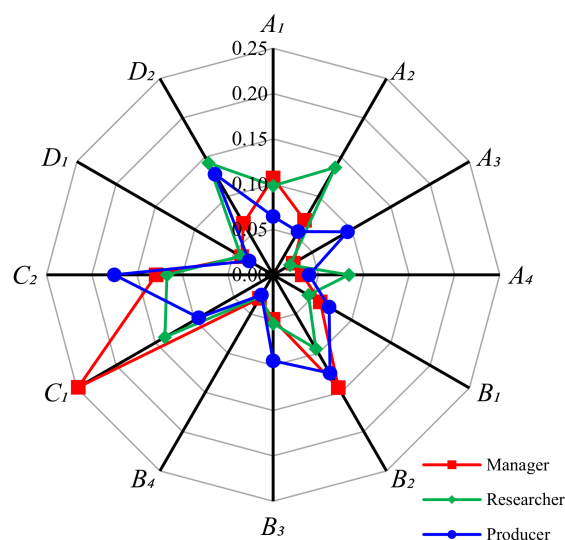 A₁
D₂
A₂
0.25
0.20
D₁
A₃
0.15
0.10
0.05
C₂
0.00
A₄
C₁
B₁
B₄
B₂
B₃
Manager
Researcher
Producer